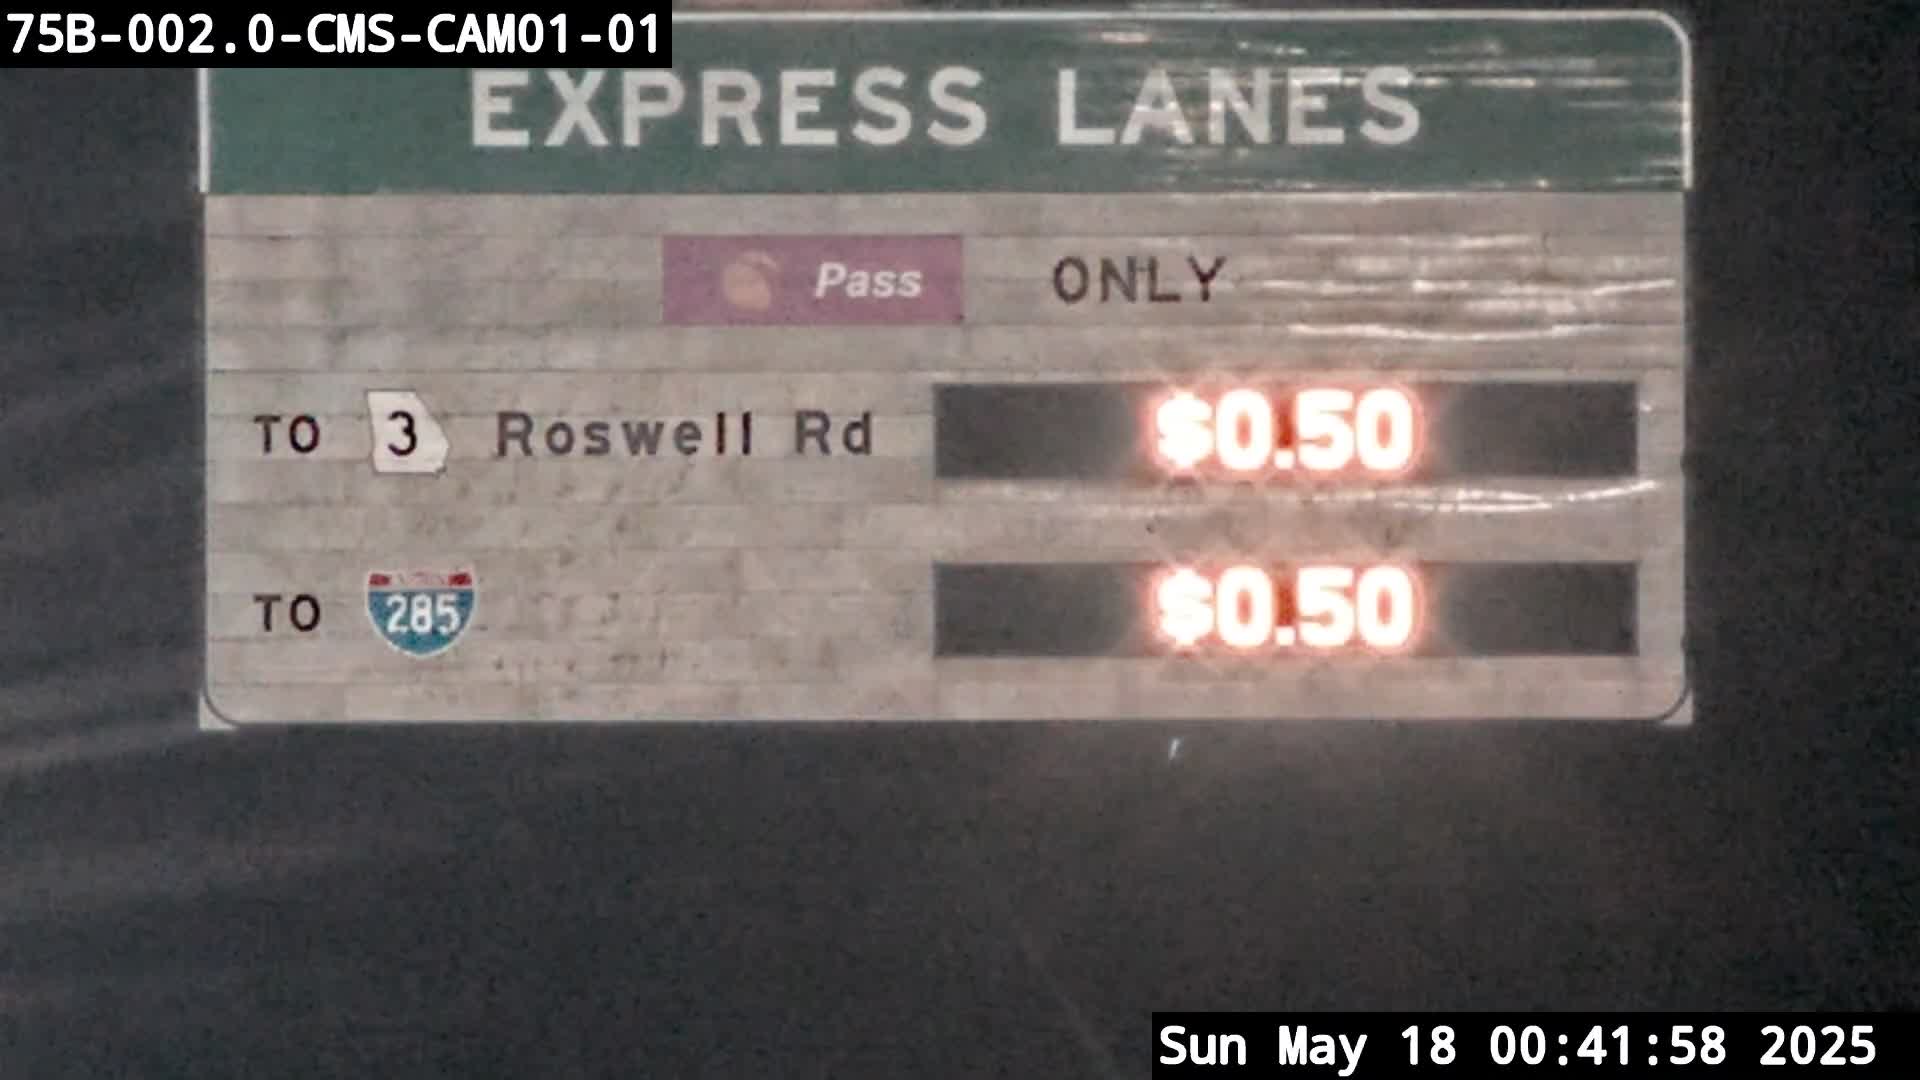 75B-002.0-CMS-CAM01-01
EXPRESS LANES
Pass ONLY
TO 3 Roswell Rd $0.50
TO 285 $0.50
Sun May 18 00:41:58 2025